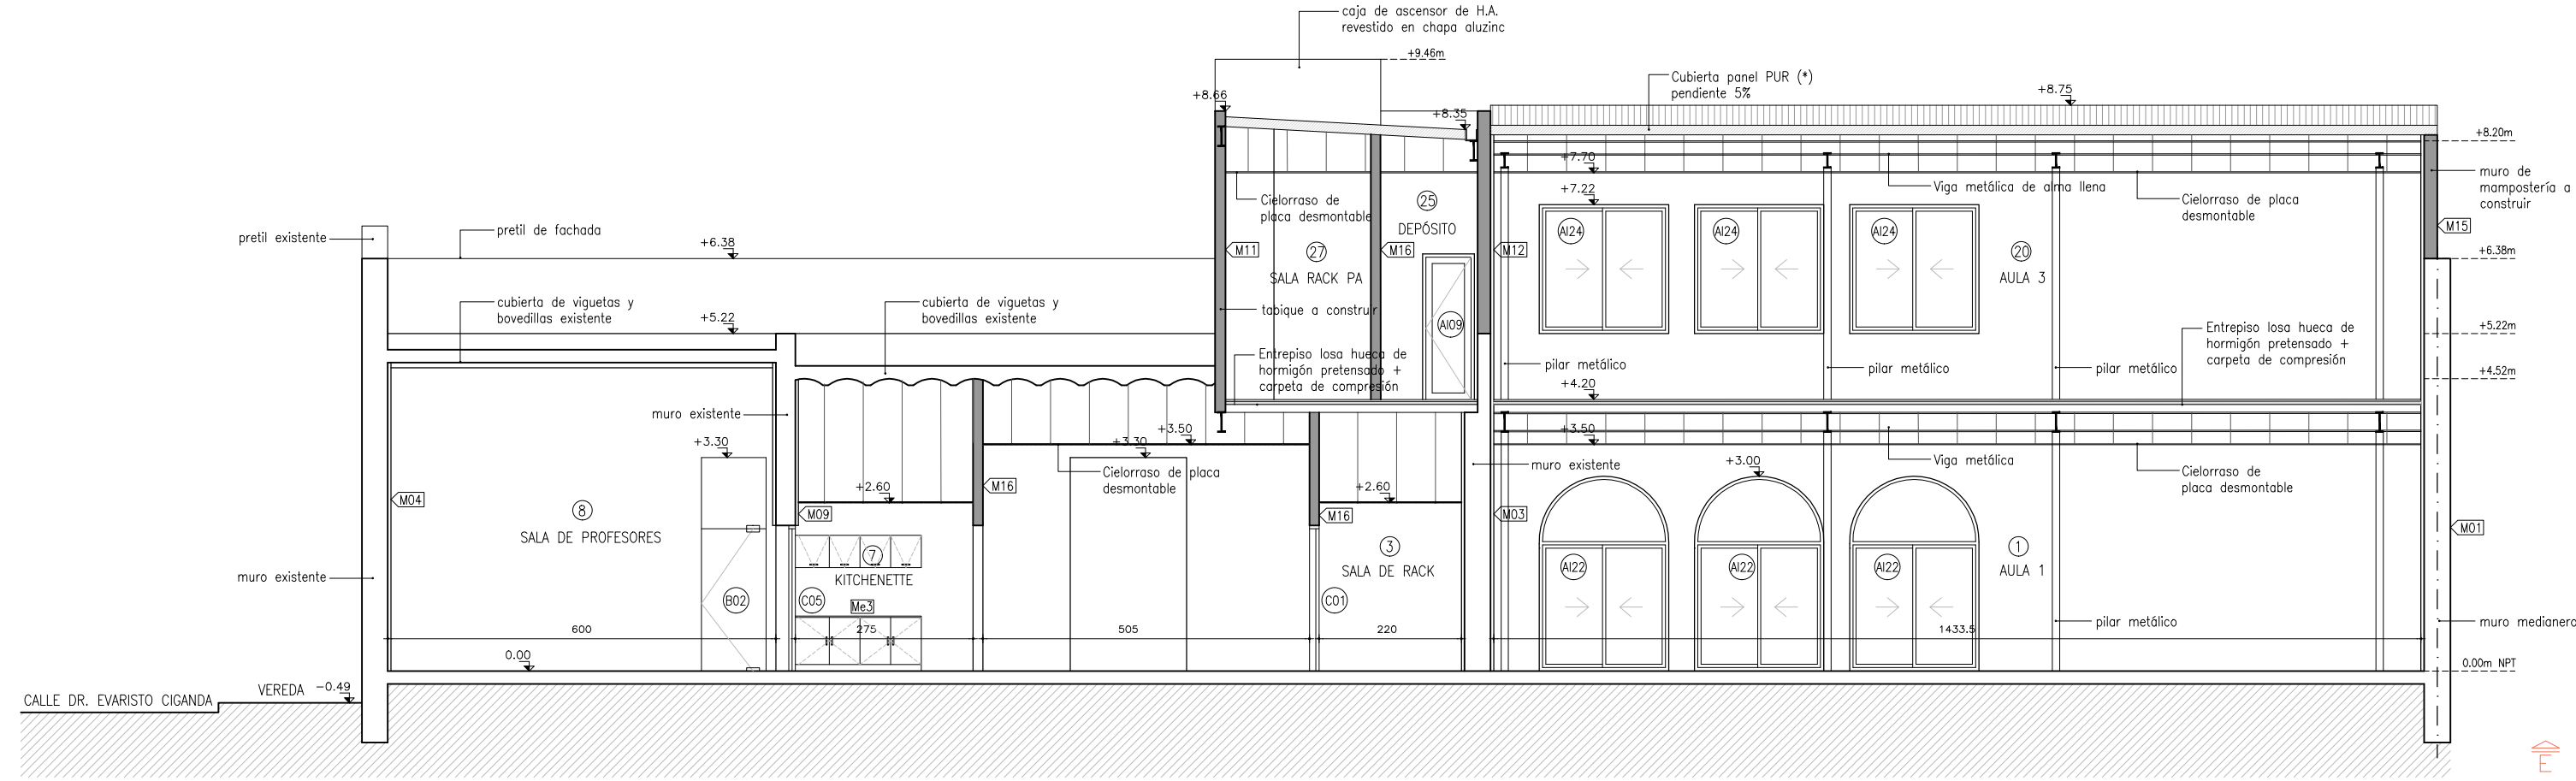 caja de ascensor de H.A.
revestido en chapa aluzinc
+9.46m
Cubierta panel PUR (*)
pendiente 5%
+8.66
+8.35
+8.75
+8.20m
+7.70
muro de
mampostería a
construir
Viga metálica de alma llena
Cielorraso de
placa desmontable
Cielorraso de placa
desmontable
+7.22
25
DEPÓSITO
AI24
AI24
AI24
M15
pretil existente
pretil de fachada
+6.38
M11
27
SALA RACK PA
M16
M12
20
AULA 3
+6.38m
cubierta de viguetas y
bovedillas existente
cubierta de viguetas y
bovedillas existente
tabique a construir
+5.22
AI09
+5.22m
Entrepiso losa hueca de
hormigón pretensado +
carpeta de compresión
Entrepiso losa hueca de
hormigón pretensado +
carpeta de compresión
pilar metálico
pilar metálico
pilar metálico
+4.20
+4.52m
muro existente
+3.30
+3.30
+3.50
+3.50
Cielorraso de placa
desmontable
muro existente
+3.00
Viga metálica
Cielorraso de
placa desmontable
+2.60
+2.60
M04
M16
M09
M16
M03
M01
8
SALA DE PROFESORES
7
KITCHENETTE
3
SALA DE RACK
1
AULA 1
muro existente
AI22
AI22
AI22
B02
C05
Me3
C01
pilar metálico
muro medianero
600
275
505
220
1433.5
0.00
0.00m NPT
CALLE DR. EVARISTO CIGANDA
VEREDA
-0.49
E